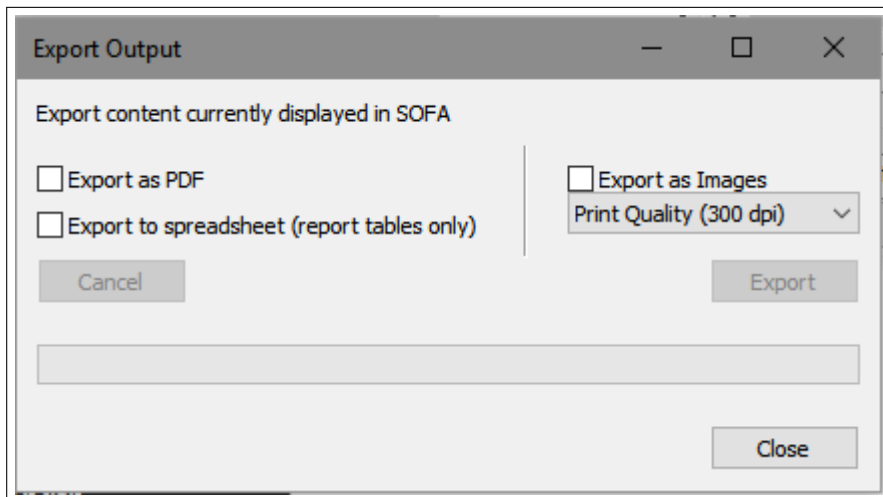 Export Output
Export content currently displayed in SOFA
Export as PDF
Export as Images
Export to spreadsheet (report tables only)
Print Quality (300 dpi)
Cancel
Export
Close